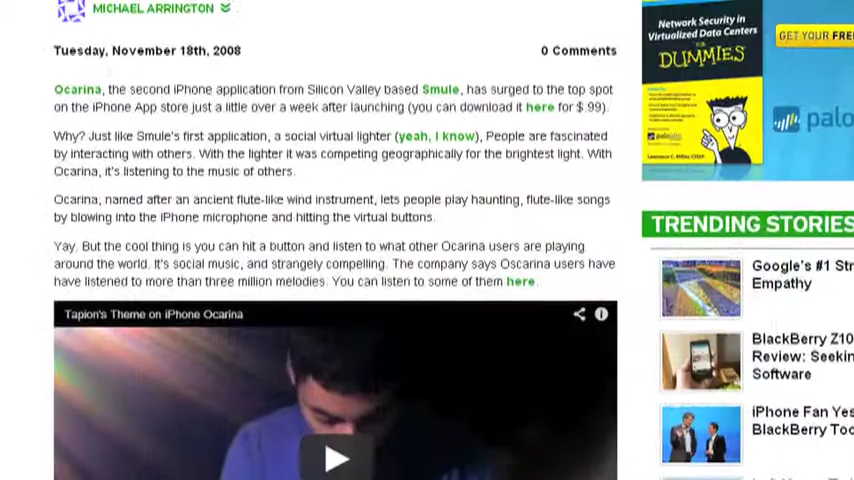 MICHAEL ARRINGTON
Tuesday, November 18th, 2008
0 Comments
Ocarina, the second iPhone application from Silicon Valley based Smule, has surged to the top spot
on the iPhone App store just a little over a week after launching (you can download it here for $.99).
Why? Just like Smule's first application, a social virtual lighter (yeah, I know), People are fascinated
by interacting with others. With the lighter it was competing geographically for the brightest light. With
Ocarina, it's listening to the music of others.
Ocarina, named after an ancient flute-like wind instrument, lets people play haunting, flute-like songs
by blowing into the iPhone microphone and hitting the virtual buttons.
Yay. But the cool thing is you can hit a button and listen to what other Ocarina users are playing
around the world. It's social music, and strangely compelling. The company says Oscarina users have
have listened to more than three million melodies. You can listen to some of them here.
Tapion's Theme on iPhone Ocarina
Network Security in
Virtualized Data Centers
FOR
DUMMIES
GET YOUR FREE
palo
TRENDING STORIES
Google's #1 Str
Empathy
BlackBerry Z10
Review: Seekin
Software
iPhone Fan Yes
BlackBerry Too